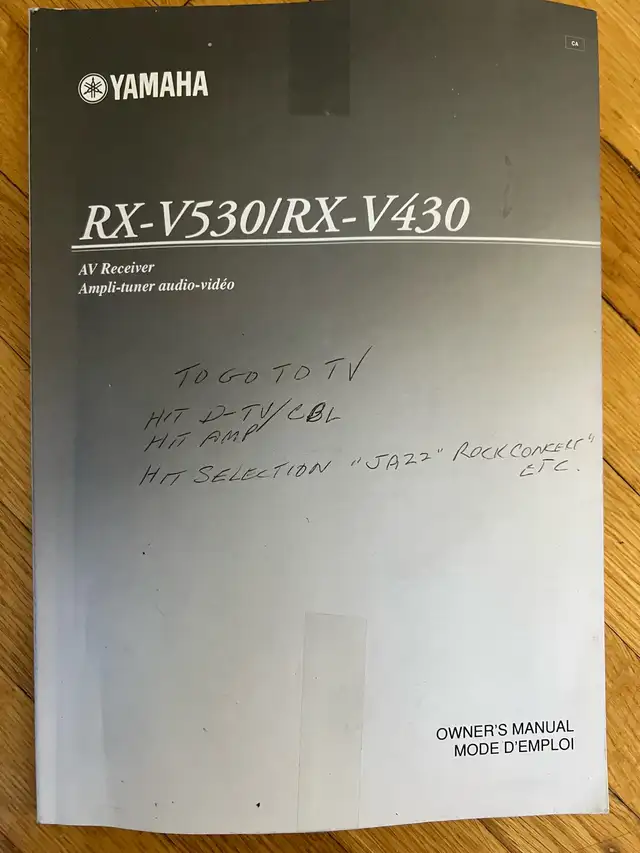 CA
YAMAHA
RX-V530/RX-V430
AV Receiver
Ampli-tuner audio-vidéo
TO GO TO TV
HIT D-TV/CBL
HIT AMP
HIT SELECTION "JAZZ" ROCK CONCERT"
ETC.
OWNER'S MANUAL
MODE D'EMPLOI